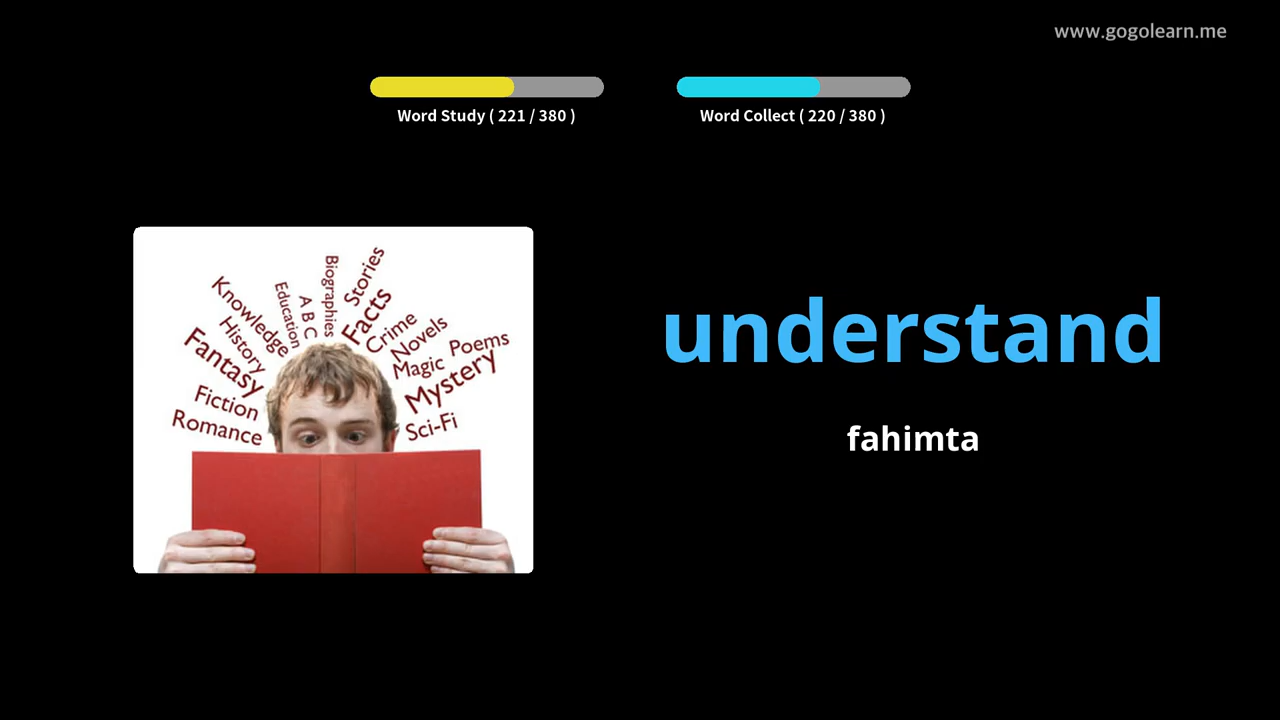 www.gogolearn.me
Word Study ( 221 / 380 )
Word Collect ( 220 / 380 )
understand
fahimta
Stories
Biographies
Facts
A B C
Education
Knowledge
Crime
Novels
History
Poems
Fantasy
Magic
Mystery
Fiction
Sci-Fi
Romance